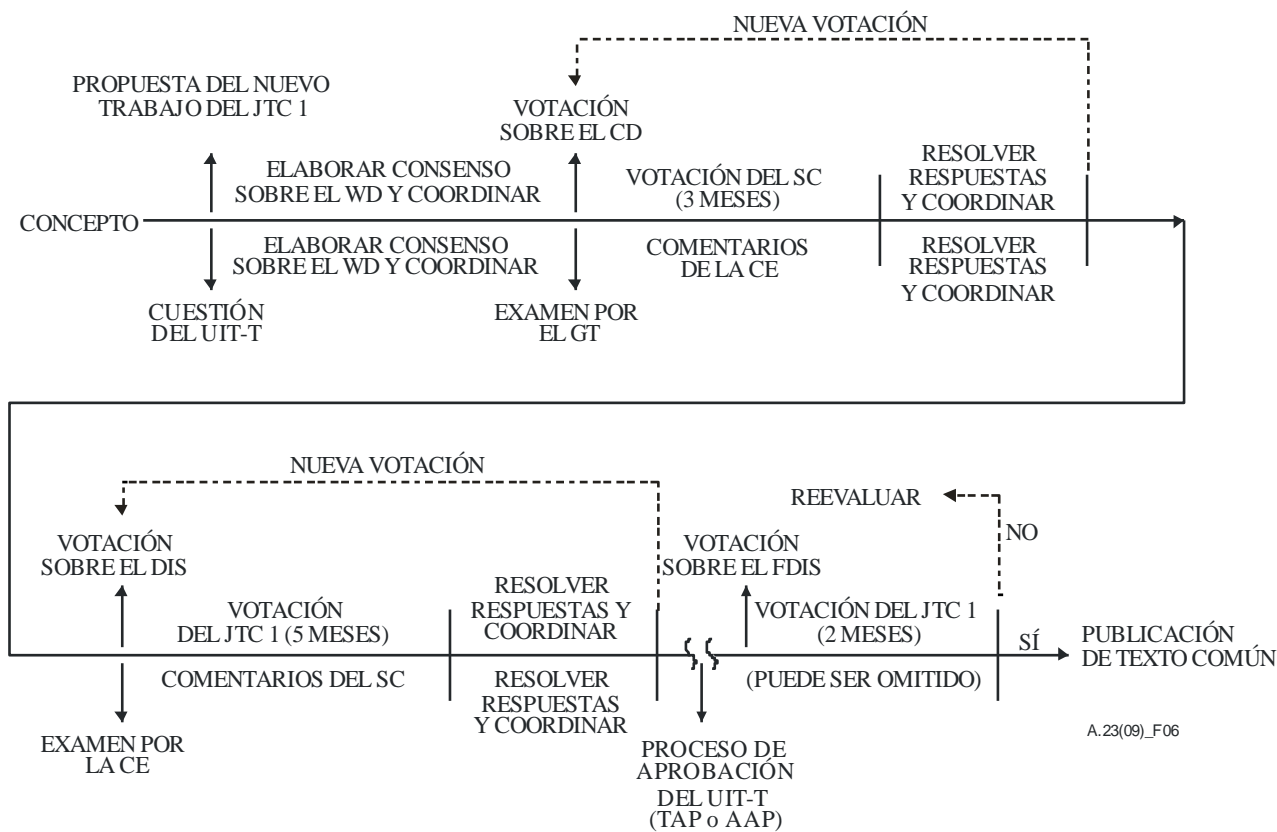 NUEVA VOTACIÓN
PROPUESTA DEL NUEVO
TRABAJO DEL JTC 1
VOTACIÓN
SOBRE EL CD
ELABORAR CONSENSO
SOBRE EL WD Y COORDINAR
VOTACIÓN DEL SC
(3 MESES)
RESOLVER
RESPUESTAS
Y COORDINAR
CONCEPTO
ELABORAR CONSENSO
SOBRE EL WD Y COORDINAR
COMENTARIOS
DE LA CE
RESOLVER
RESPUESTAS
Y COORDINAR
CUESTIÓN
DEL UIT-T
EXAMEN POR
EL GT
NUEVA VOTACIÓN
REEVALUAR
NO
VOTACIÓN
SOBRE EL DIS
VOTACIÓN
SOBRE EL FDIS
VOTACIÓN
DEL JTC 1 (5 MESES)
RESOLVER
RESPUESTAS Y
COORDINAR
VOTACIÓN DEL JTC 1
(2 MESES)
SÍ
PUBLICACIÓN
DE TEXTO COMÚN
COMENTARIOS DEL SC
RESOLVER
RESPUESTAS
Y COORDINAR
(PUEDE SER OMITIDO)
EXAMEN POR
LA CE
PROCESO DE
APROBACIÓN
DEL UIT-T
(TAP o AAP)
A.23(09)_F06